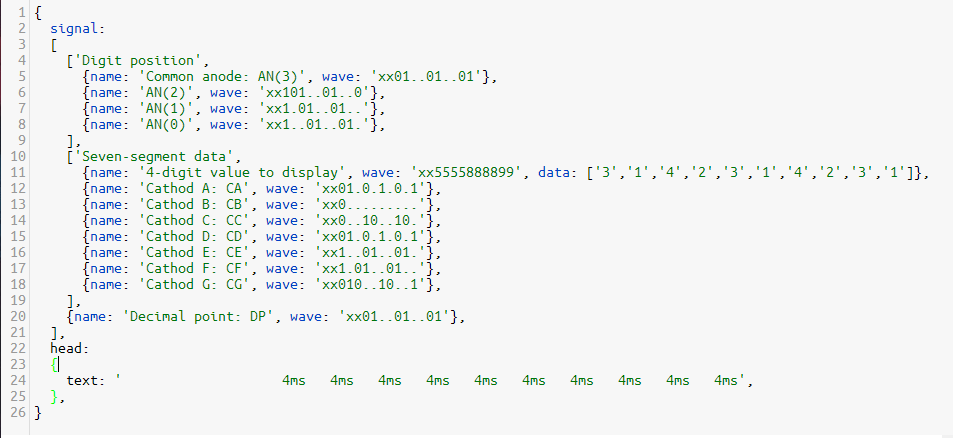 1 {
2   signal:
3   [
4     ['Digit position',
5       {name: 'Common anode: AN(3)', wave: 'xx01..01..01'},
6       {name: 'AN(2)', wave: 'xx101..01..0'},
7       {name: 'AN(1)', wave: 'xx1.01..01..'},
8       {name: 'AN(0)', wave: 'xx1..01..01.'},
9     ],
10     ['Seven-segment data',
11       {name: '4-digit value to display', wave: 'xx5555888899', data: ['3','1','4','2','3','1','4','2','3','1']},
12       {name: 'Cathod A: CA', wave: 'xx01.0.1.0.1'},
13       {name: 'Cathod B: CB', wave: 'xx0.........'},
14       {name: 'Cathod C: CC', wave: 'xx0..10..10.'},
15       {name: 'Cathod D: CD', wave: 'xx01.0.1.0.1'},
16       {name: 'Cathod E: CE', wave: 'xx1..01..01.'},
17       {name: 'Cathod F: CF', wave: 'xx1.01..01..'},
18       {name: 'Cathod G: CG', wave: 'xx010..10..1'},
19     ],
20     {name: 'Decimal point: DP', wave: 'xx01..01..01'},
21   ],
22   head:
23   {
24     text: '                    4ms   4ms   4ms   4ms   4ms   4ms   4ms   4ms   4ms   4ms',
25   },
26 }